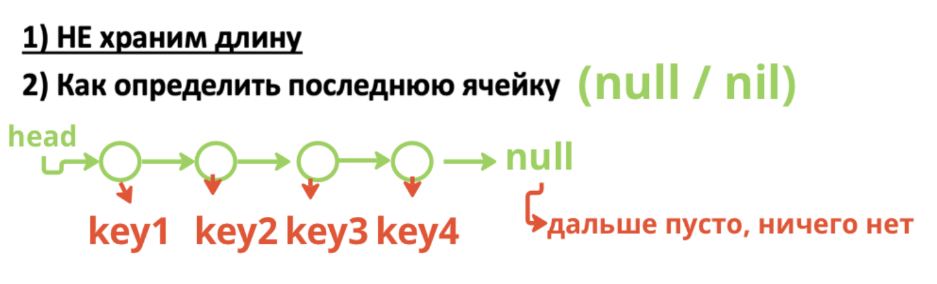 1) НЕ храним длину
2) Как определить последнюю ячейку (null / nil)
head
null
key1 key2 key3 key4
дальше пусто, ничего нет